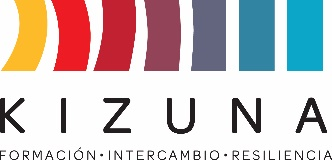 KIZUNA
FORMACIÓN · INTERCAMBIO · RESILIENCIA